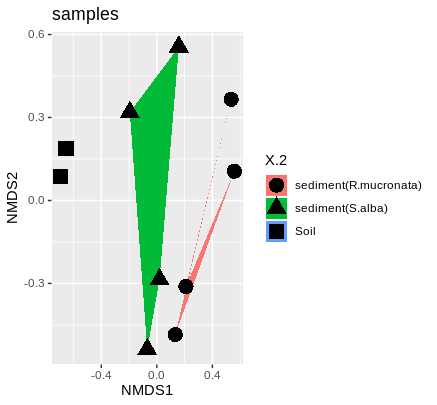 samples
0.6
0.3
0.0
-0.3
NMDS2
-0.4
0.0
0.4
NMDS1
X.2
sediment(R.mucronata)
sediment(S.alba)
Soil